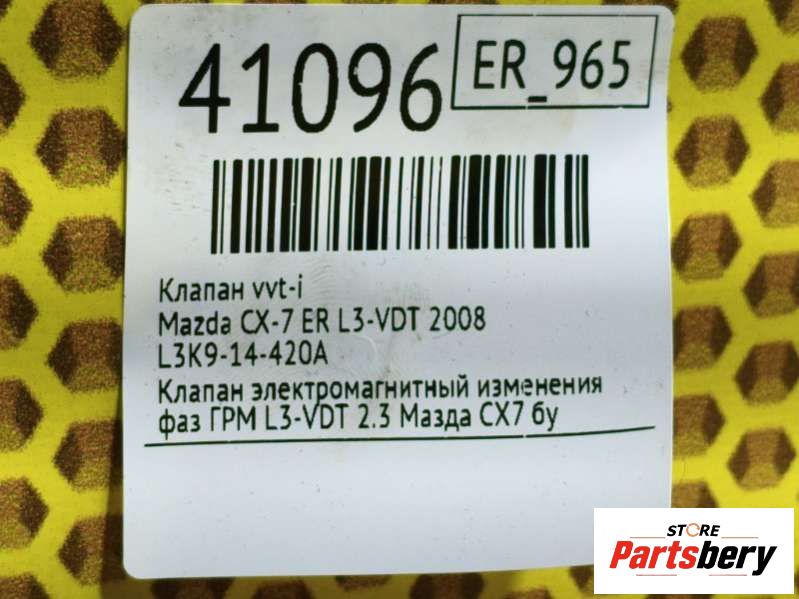 41096
ER_965
Клапан vvt-i
Mazda CX-7 ER L3-VDT 2008
L3K9-14-420A
Клапан электромагнитный изменения
фаз ГРМ L3-VDT 2.3 Мазда СХ7 бу
STORE
Partsbery